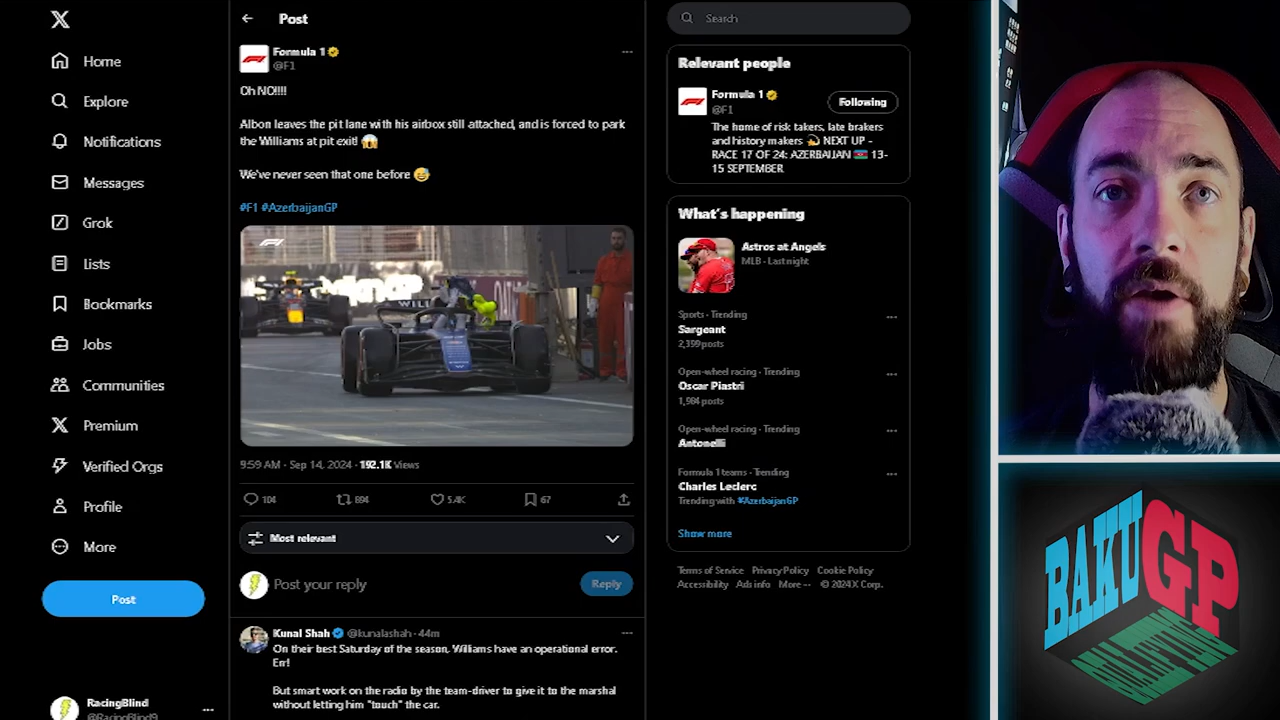 Home
Explore
Notifications
Messages
Grok
Lists
Bookmarks
Jobs
Communities
Premium
Verified Orgs
Profile
More
Post
RacingBlind
@RacingBlind9
Post
Formula 1
@F1
Oh NO!!!!
Albon leaves the pit lane with his airbox still attached, and is forced to park
the Williams at pit exit! 😱
We've never seen that one before 😅
#F1 #AzerbaijanGP
9:59 AM · Sep 14, 2024 · 192.1K Views
104 894 5.4K 67
Most relevant
Post your reply
Reply
Kunal Shah @kunalashah · 44m
On their best Saturday of the season, Williams have an operational error.
Err!
But smart work on the radio by the team-driver to give it to the marshal
without letting him "touch" the car.
Search
Relevant people
Formula 1
@F1
Following
The home of risk takers, late brakers
and history makers 💫 NEXT UP -
RACE 17 OF 24: AZERBAIJAN 🇦🇿 13-
15 SEPTEMBER
What's happening
Astros at Angels
MLB · Last night
Sports · Trending
Sargeant
2,399 posts
Open-wheel racing · Trending
Oscar Piastri
1,984 posts
Open-wheel racing · Trending
Antonelli
Formula 1 teams · Trending
Charles Leclerc
Trending with #AzerbaijanGP
Show more
Terms of Service Privacy Policy Cookie Policy
Accessibility Ads info More ··· © 2024 X Corp.
BAKU GP